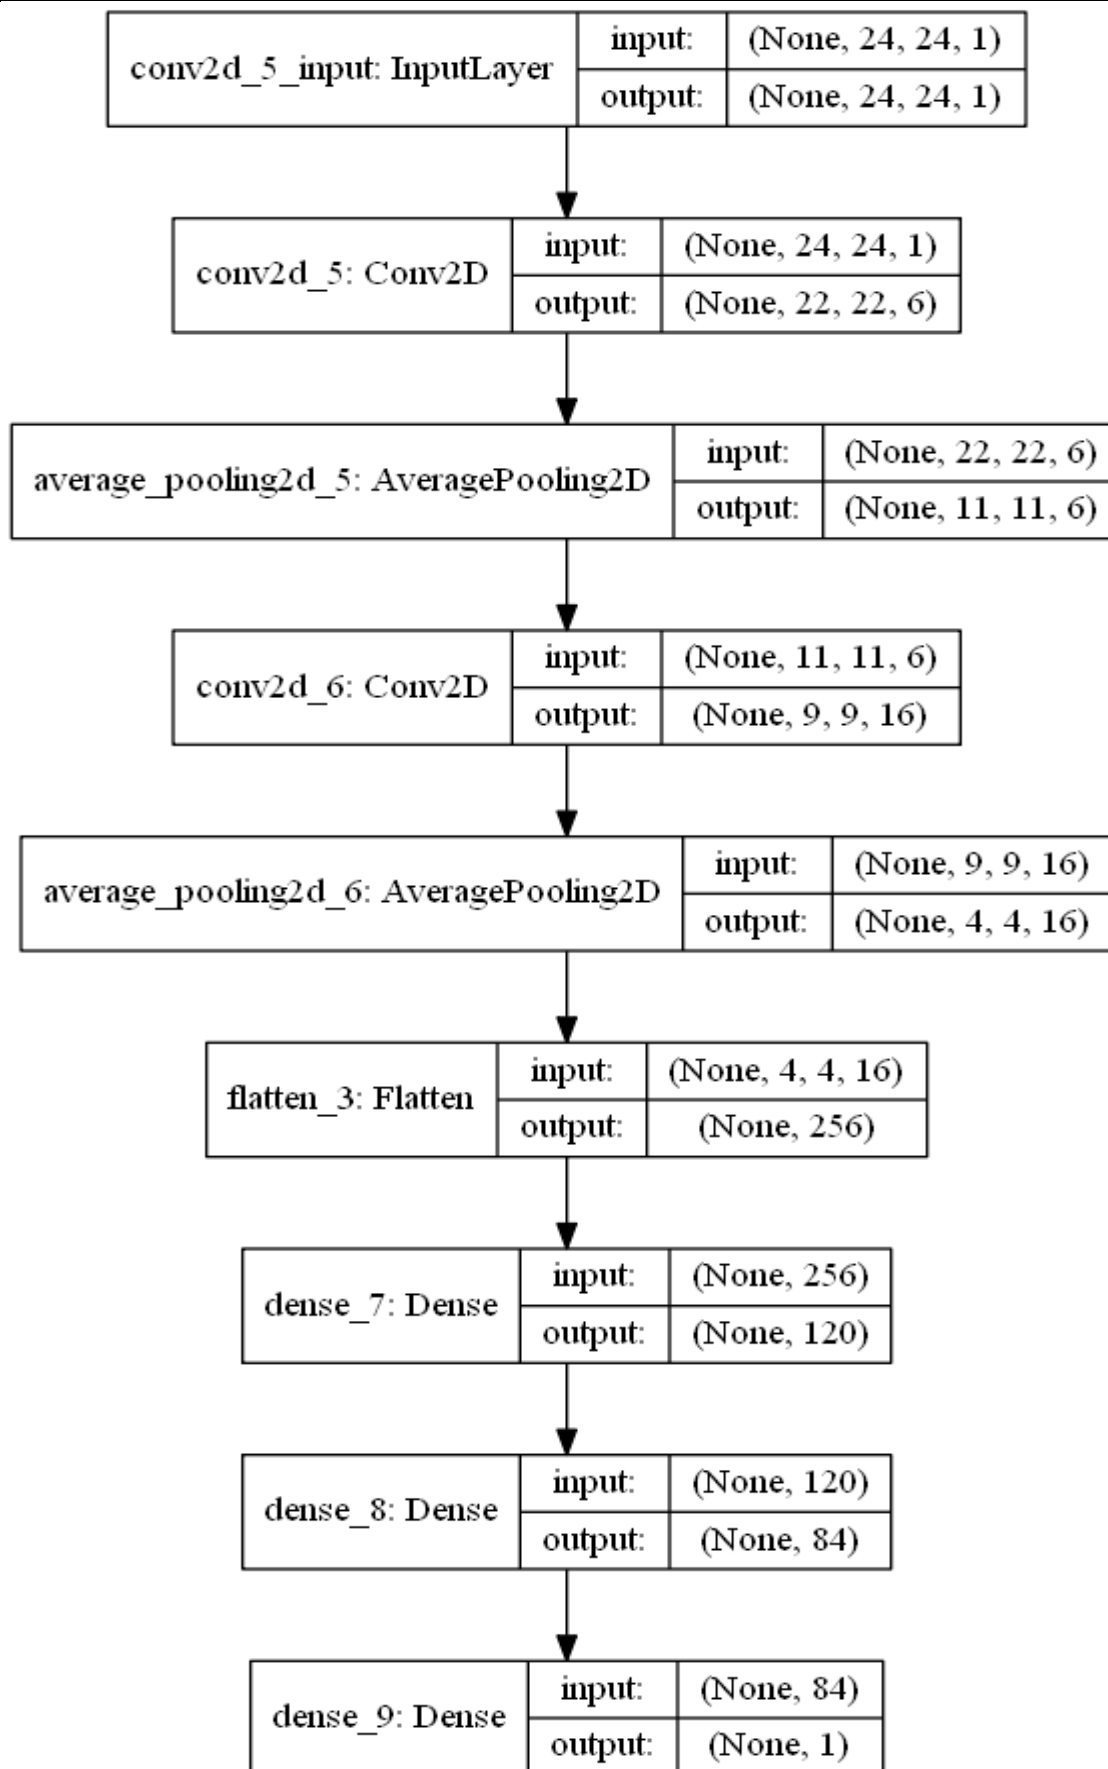 conv2d_5_input: InputLayer
input: (None, 24, 24, 1)
output: (None, 24, 24, 1)
conv2d_5: Conv2D
input: (None, 24, 24, 1)
output: (None, 22, 22, 6)
average_pooling2d_5: AveragePooling2D
input: (None, 22, 22, 6)
output: (None, 11, 11, 6)
conv2d_6: Conv2D
input: (None, 11, 11, 6)
output: (None, 9, 9, 16)
average_pooling2d_6: AveragePooling2D
input: (None, 9, 9, 16)
output: (None, 4, 4, 16)
flatten_3: Flatten
input: (None, 4, 4, 16)
output: (None, 256)
dense_7: Dense
input: (None, 256)
output: (None, 120)
dense_8: Dense
input: (None, 120)
output: (None, 84)
dense_9: Dense
input: (None, 84)
output: (None, 1)